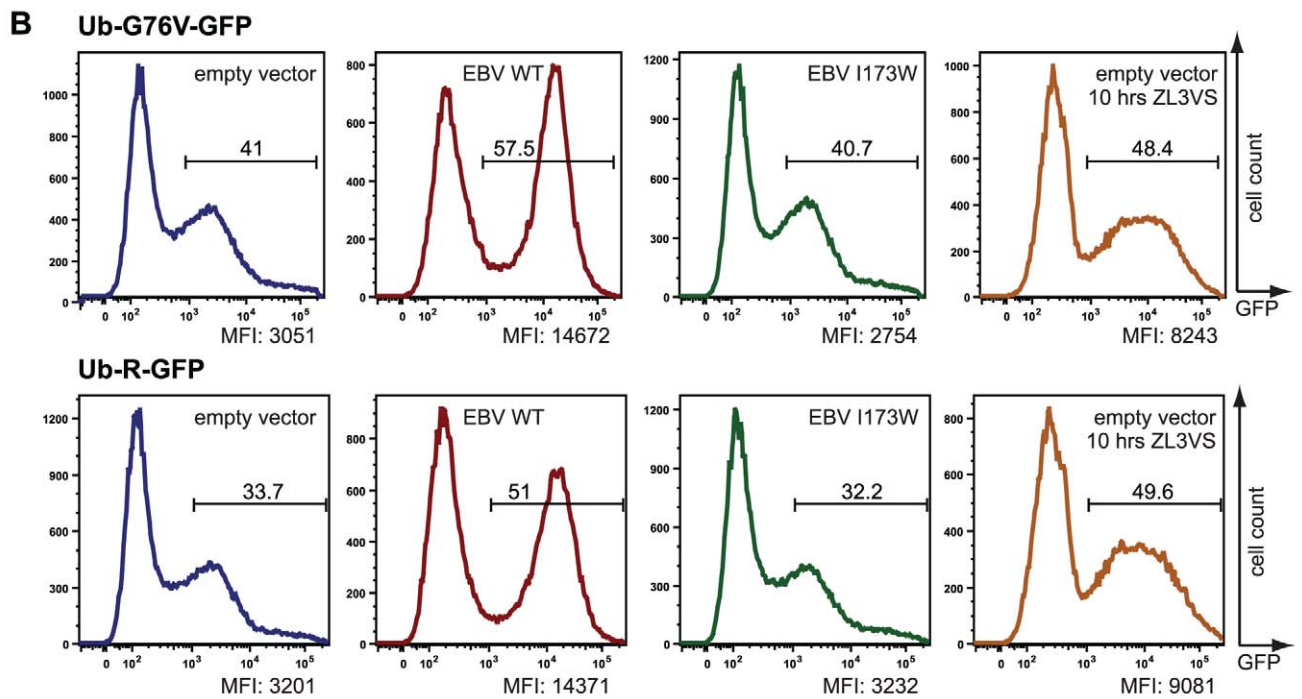 B
Ub-G76V-GFP
empty vector
41
1000
800
600
400
200
0
0 10² 10³ 10⁴ 10⁵
MFI: 3051
EBV WT
57.5
800
600
400
200
0
0 10² 10³ 10⁴ 10⁵
MFI: 14672
EBV I173W
40.7
1200
900
600
300
0
0 10² 10³ 10⁴ 10⁵
MFI: 2754
empty vector
10 hrs ZL3VS
48.4
1000
800
600
400
200
0
0 10² 10³ 10⁴ 10⁵
MFI: 8243
cell count
GFP
Ub-R-GFP
empty vector
33.7
1200
900
600
300
0
0 10² 10³ 10⁴ 10⁵
MFI: 3201
EBV WT
51
800
600
400
200
0
0 10² 10³ 10⁴ 10⁵
MFI: 14371
EBV I173W
32.2
1200
900
600
300
0
0 10² 10³ 10⁴ 10⁵
MFI: 3232
empty vector
10 hrs ZL3VS
49.6
800
600
400
200
0
0 10² 10³ 10⁴ 10⁵
MFI: 9081
cell count
GFP